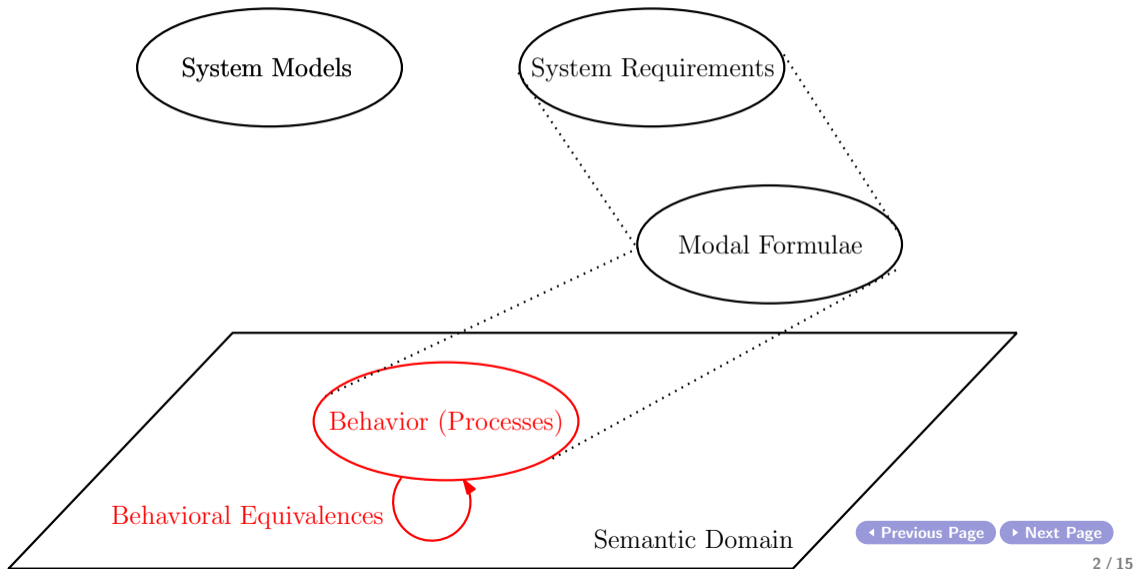 System Models
System Requirements
Modal Formulae
Behavior (Processes)
Behavioral Equivalences
Semantic Domain
Previous Page
Next Page
2 / 15